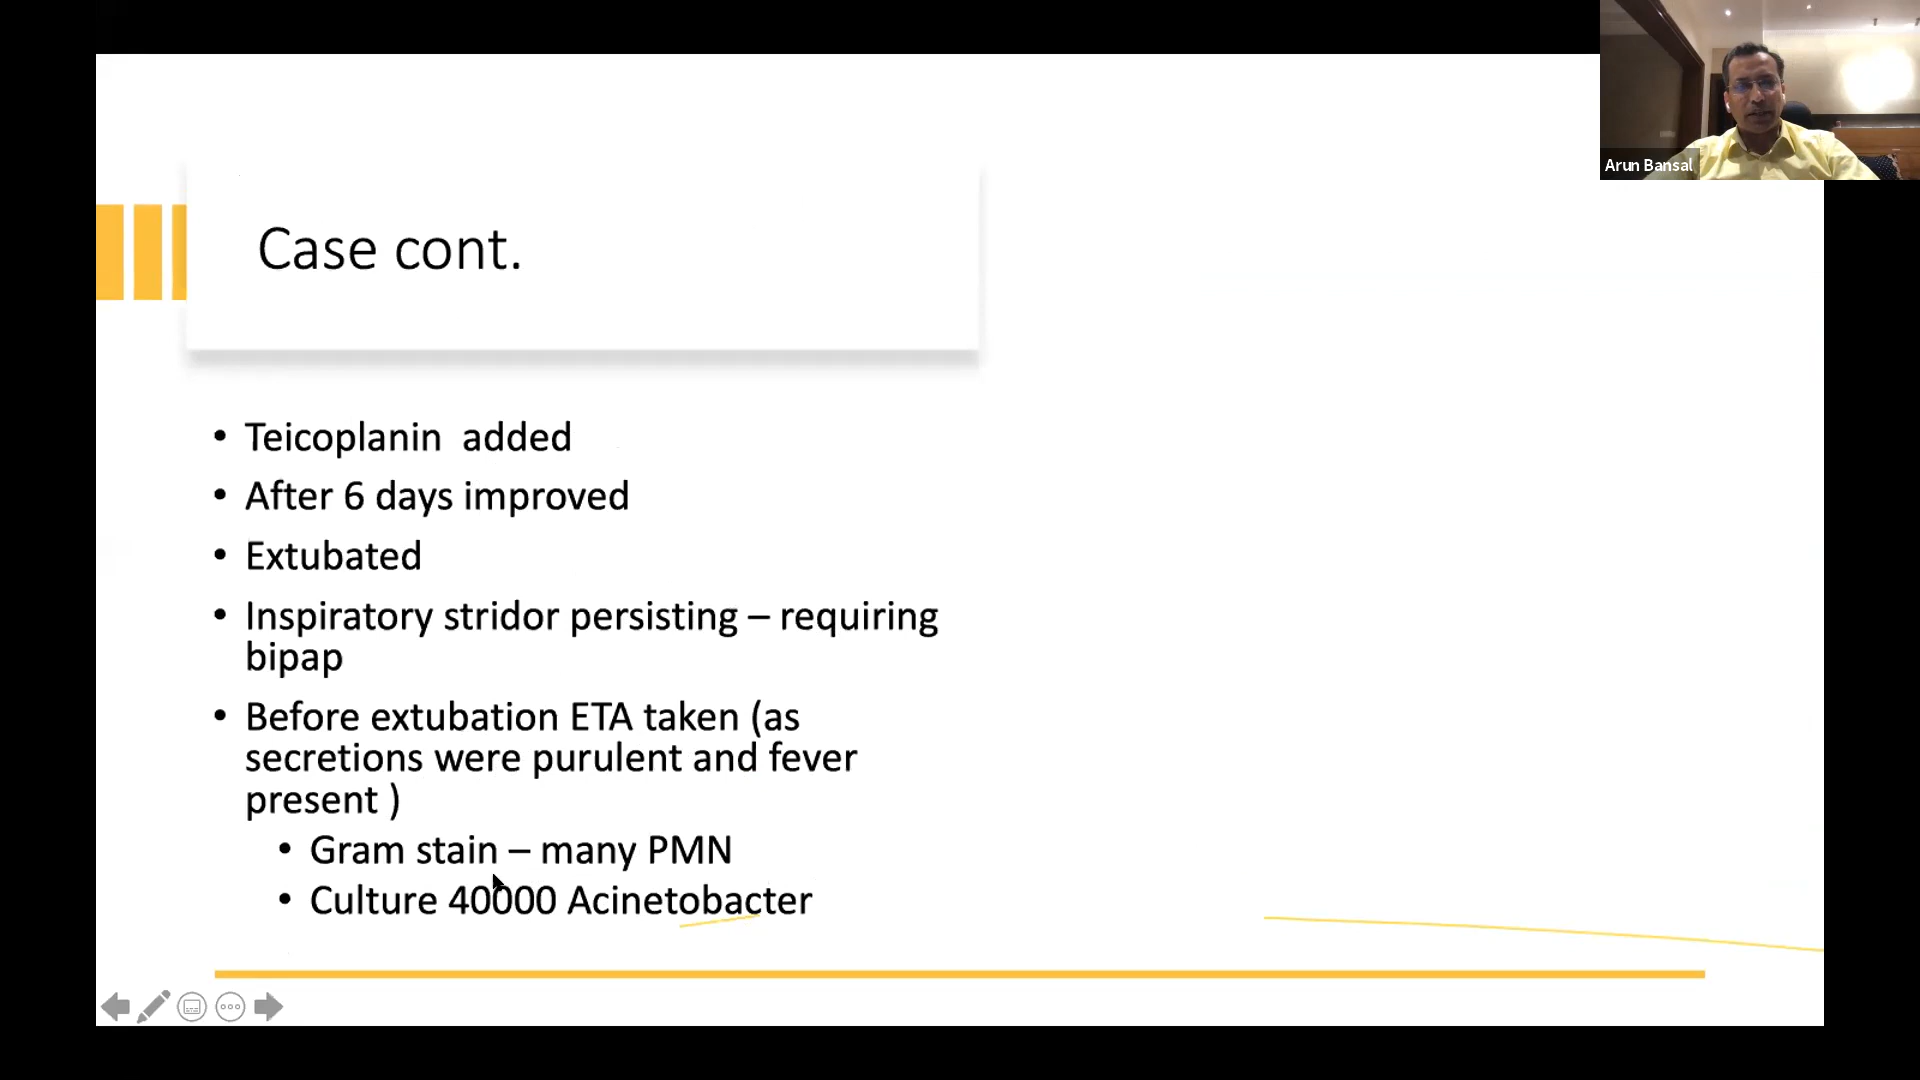 Arun Bansal
Case cont.
• Teicoplanin added
• After 6 days improved
• Extubated
• Inspiratory stridor persisting – requiring
bipap
• Before extubation ETA taken (as
secretions were purulent and fever
present )
• Gram stain – many PMN
• Culture 40000 Acinetobacter